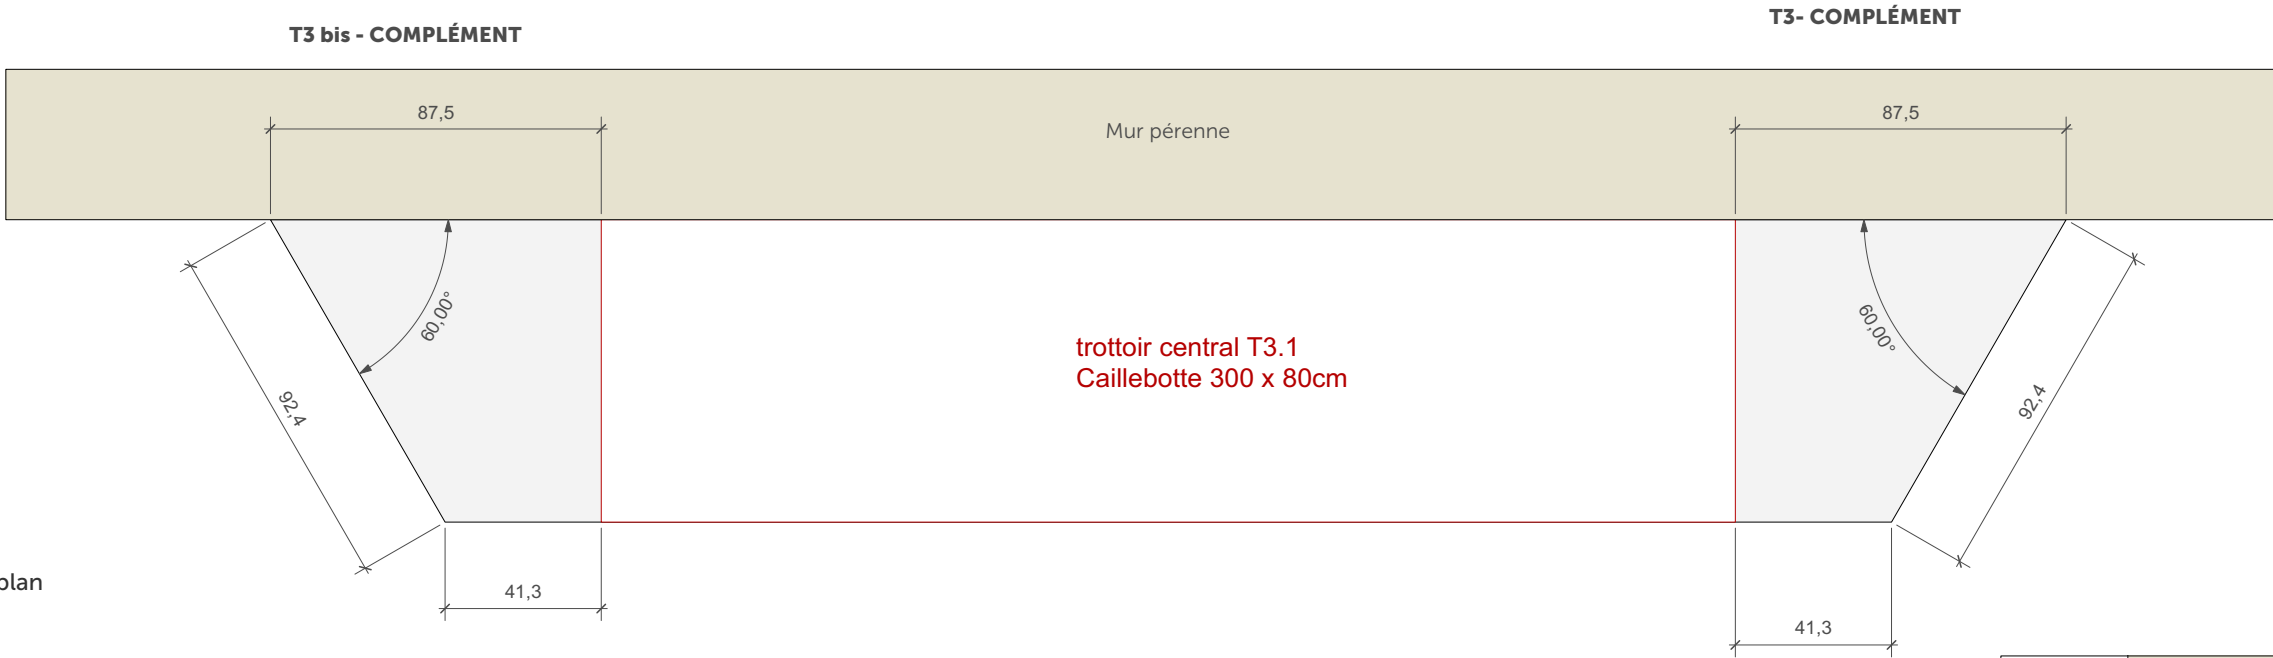 T3 bis - COMPLÉMENT
T3- COMPLÉMENT
87,5
87,5
Mur pérenne
60,00°
60,00°
trottoir central T3.1
Caillebotte 300 x 80cm
92,4
92,4
plan
41,3
41,3